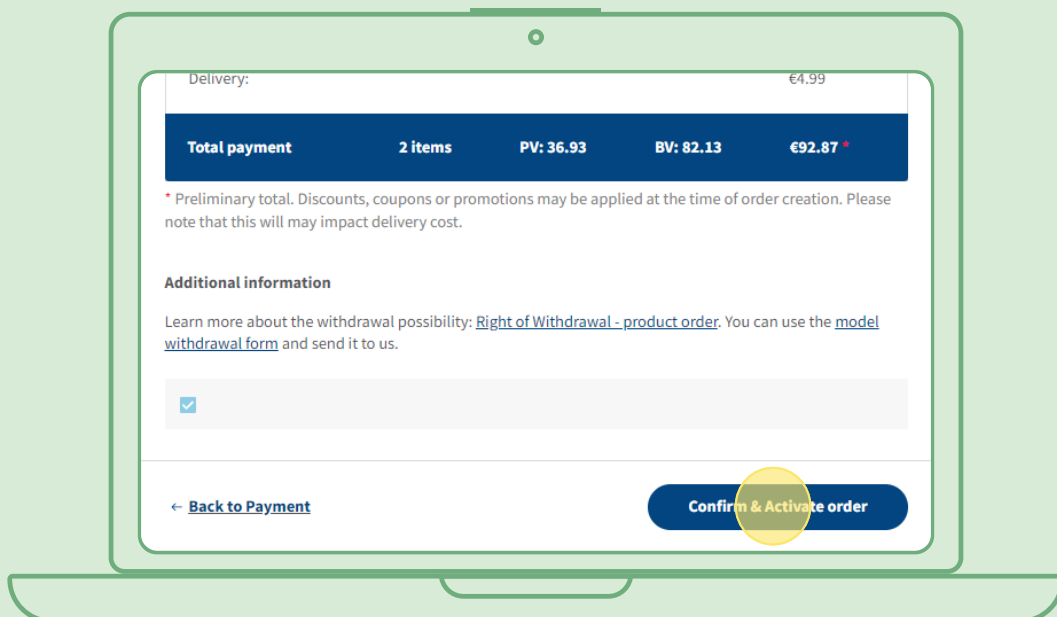 Delivery: €4.99
Total payment 2 items PV: 36.93 BV: 82.13 €92.87 *
* Preliminary total. Discounts, coupons or promotions may be applied at the time of order creation. Please
note that this will may impact delivery cost.
Additional information
Learn more about the withdrawal possibility: Right of Withdrawal - product order. You can use the model
withdrawal form and send it to us.
← Back to Payment Confirm & Activate order